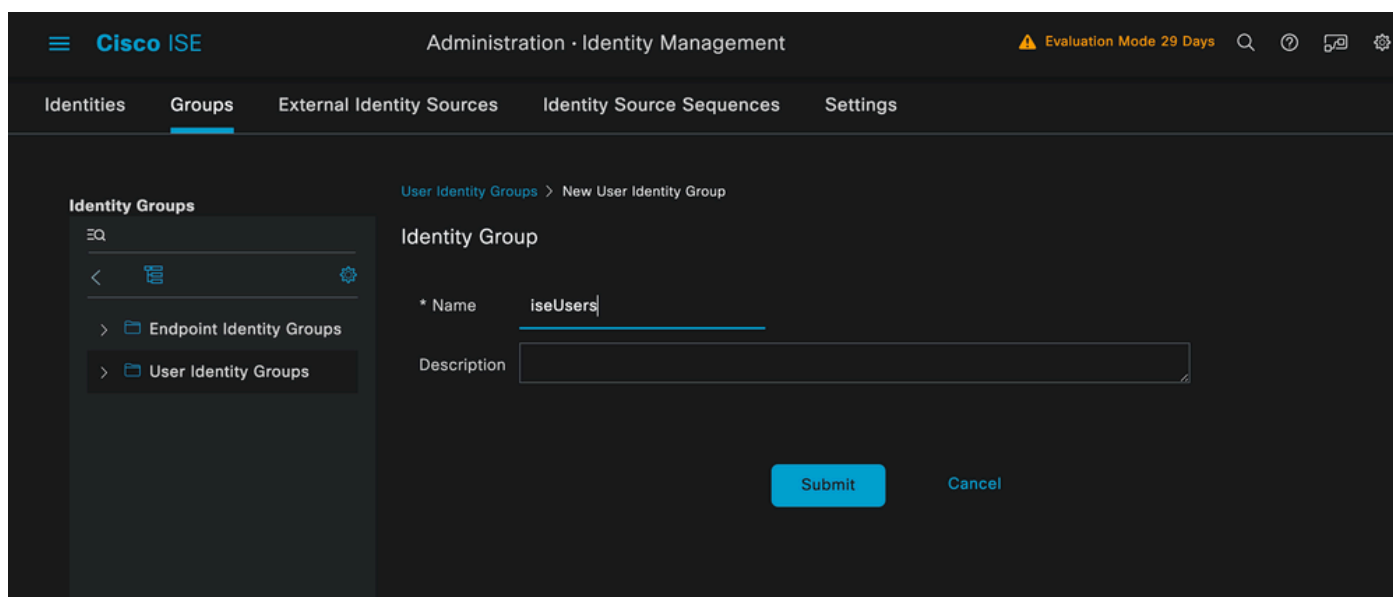 Cisco ISE
Administration · Identity Management
Evaluation Mode 29 Days
Identities Groups External Identity Sources Identity Source Sequences Settings
Identity Groups
Endpoint Identity Groups
User Identity Groups
User Identity Groups > New User Identity Group
Identity Group
* Name iseUsers
Description
Submit Cancel